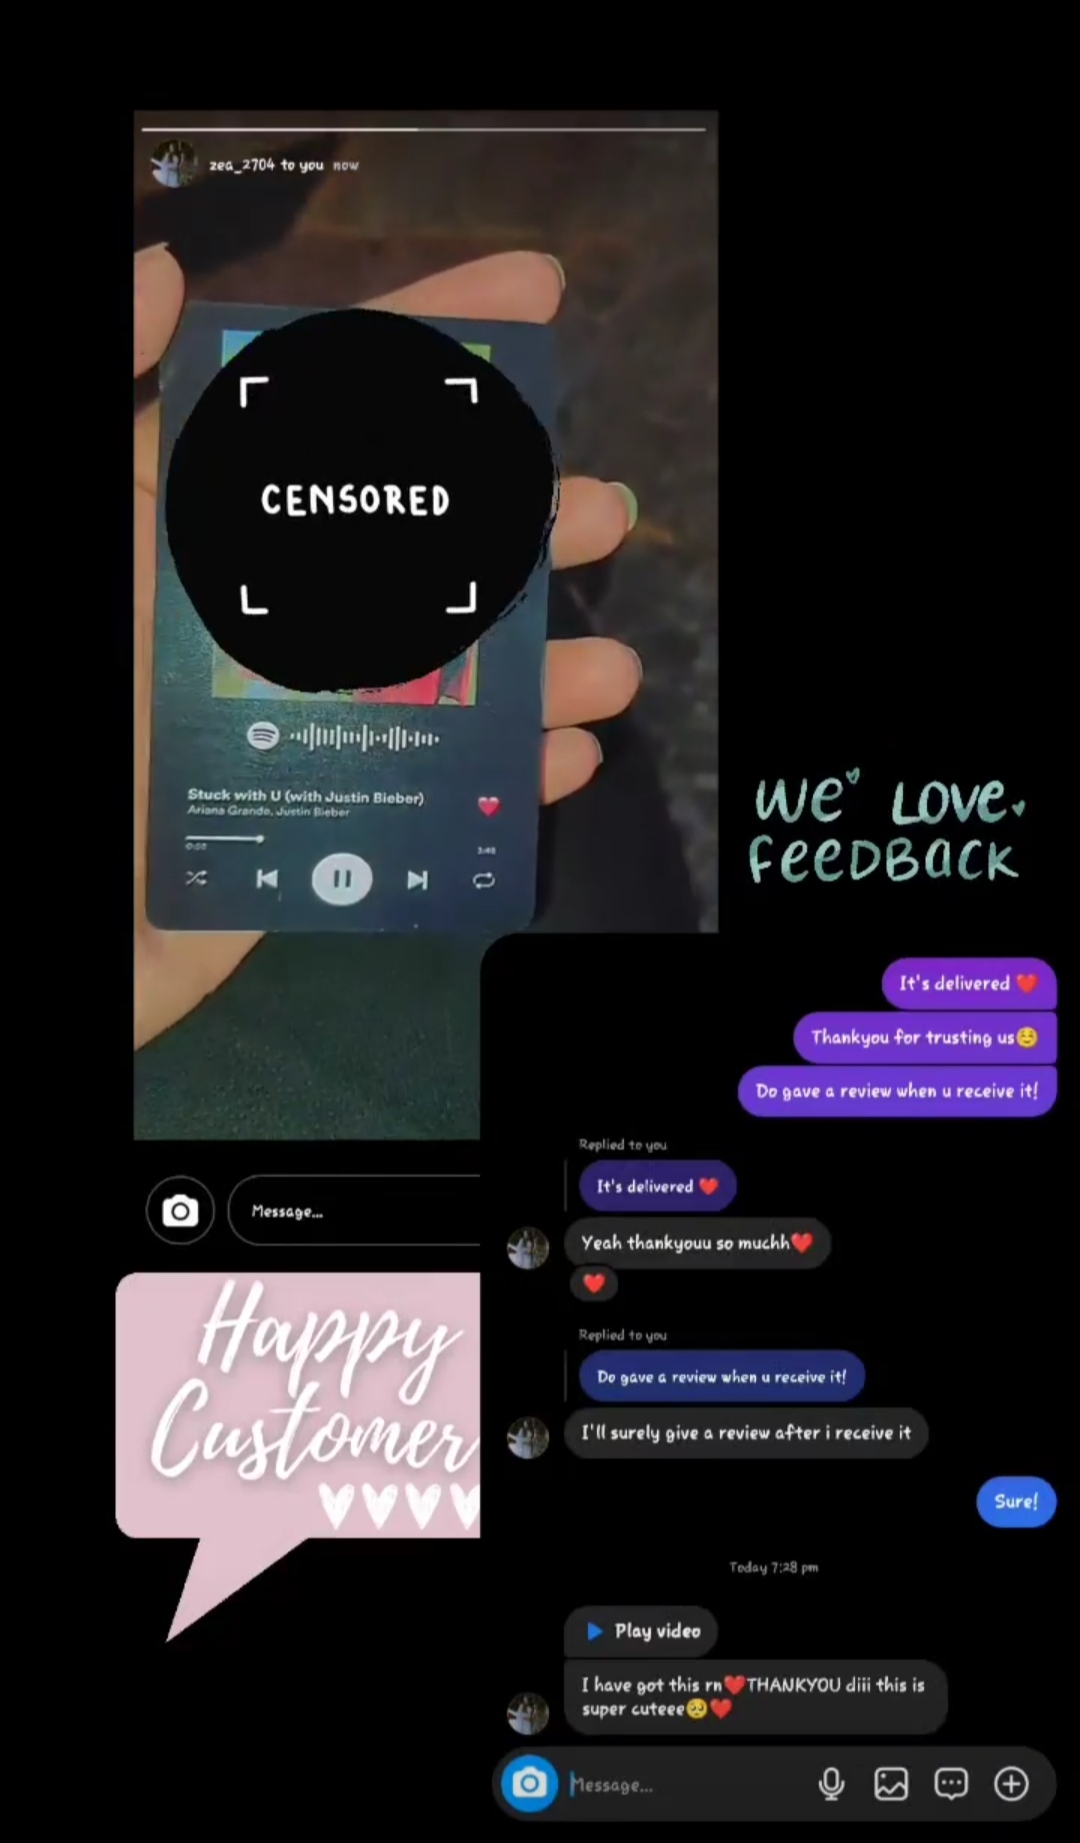 zea_2704 to you now
CENSORED
Stuck with U (with Justin Bieber)
Ariana Grande, Justin Bieber
3:48
WE LOVE
FEEDBACK
It's delivered ❤️
Thankyou for trusting us☺️
Do gave a review when u receive it!
Replied to you
It's delivered ❤️
Yeah thankyouu so muchh❤️
❤️
Replied to you
Do gave a review when u receive it!
I'll surely give a review after i receive it
Sure!
Today 7:28 pm
Play video
I have got this rn❤️THANKYOU diii this is
super cuteee🥺❤️
Message...
Message...
Happy
Customer